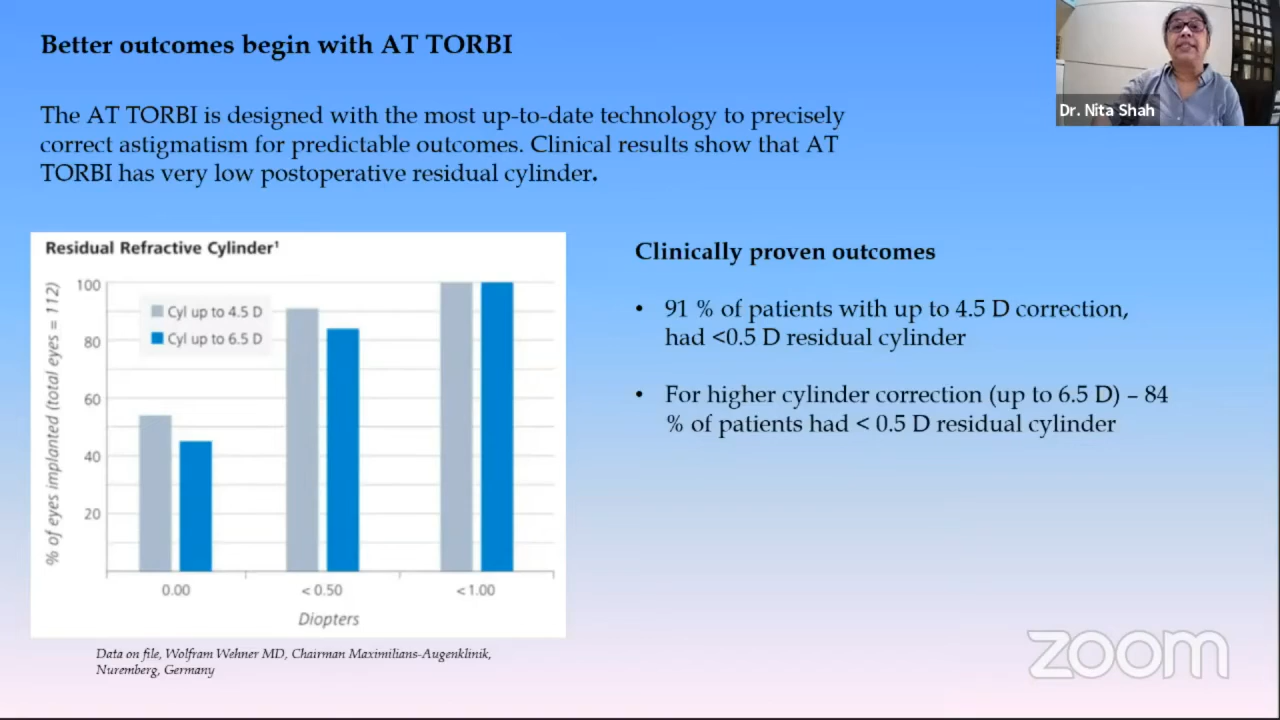 Better outcomes begin with AT TORBI
Dr. Nita Shah
The AT TORBI is designed with the most up-to-date technology to precisely
correct astigmatism for predictable outcomes. Clinical results show that AT
TORBI has very low postoperative residual cylinder.
Residual Refractive Cylinder¹
% of eyes implanted (total eyes = 112)
100
80
60
40
20
Cyl up to 4.5 D
Cyl up to 6.5 D
0.00
< 0.50
< 1.00
Diopters
Data on file, Wolfram Wehner MD, Chairman Maximilians-Augenklinik,
Nuremberg, Germany
Clinically proven outcomes
• 91 % of patients with up to 4.5 D correction,
had <0.5 D residual cylinder
• For higher cylinder correction (up to 6.5 D) – 84
% of patients had < 0.5 D residual cylinder
zoom